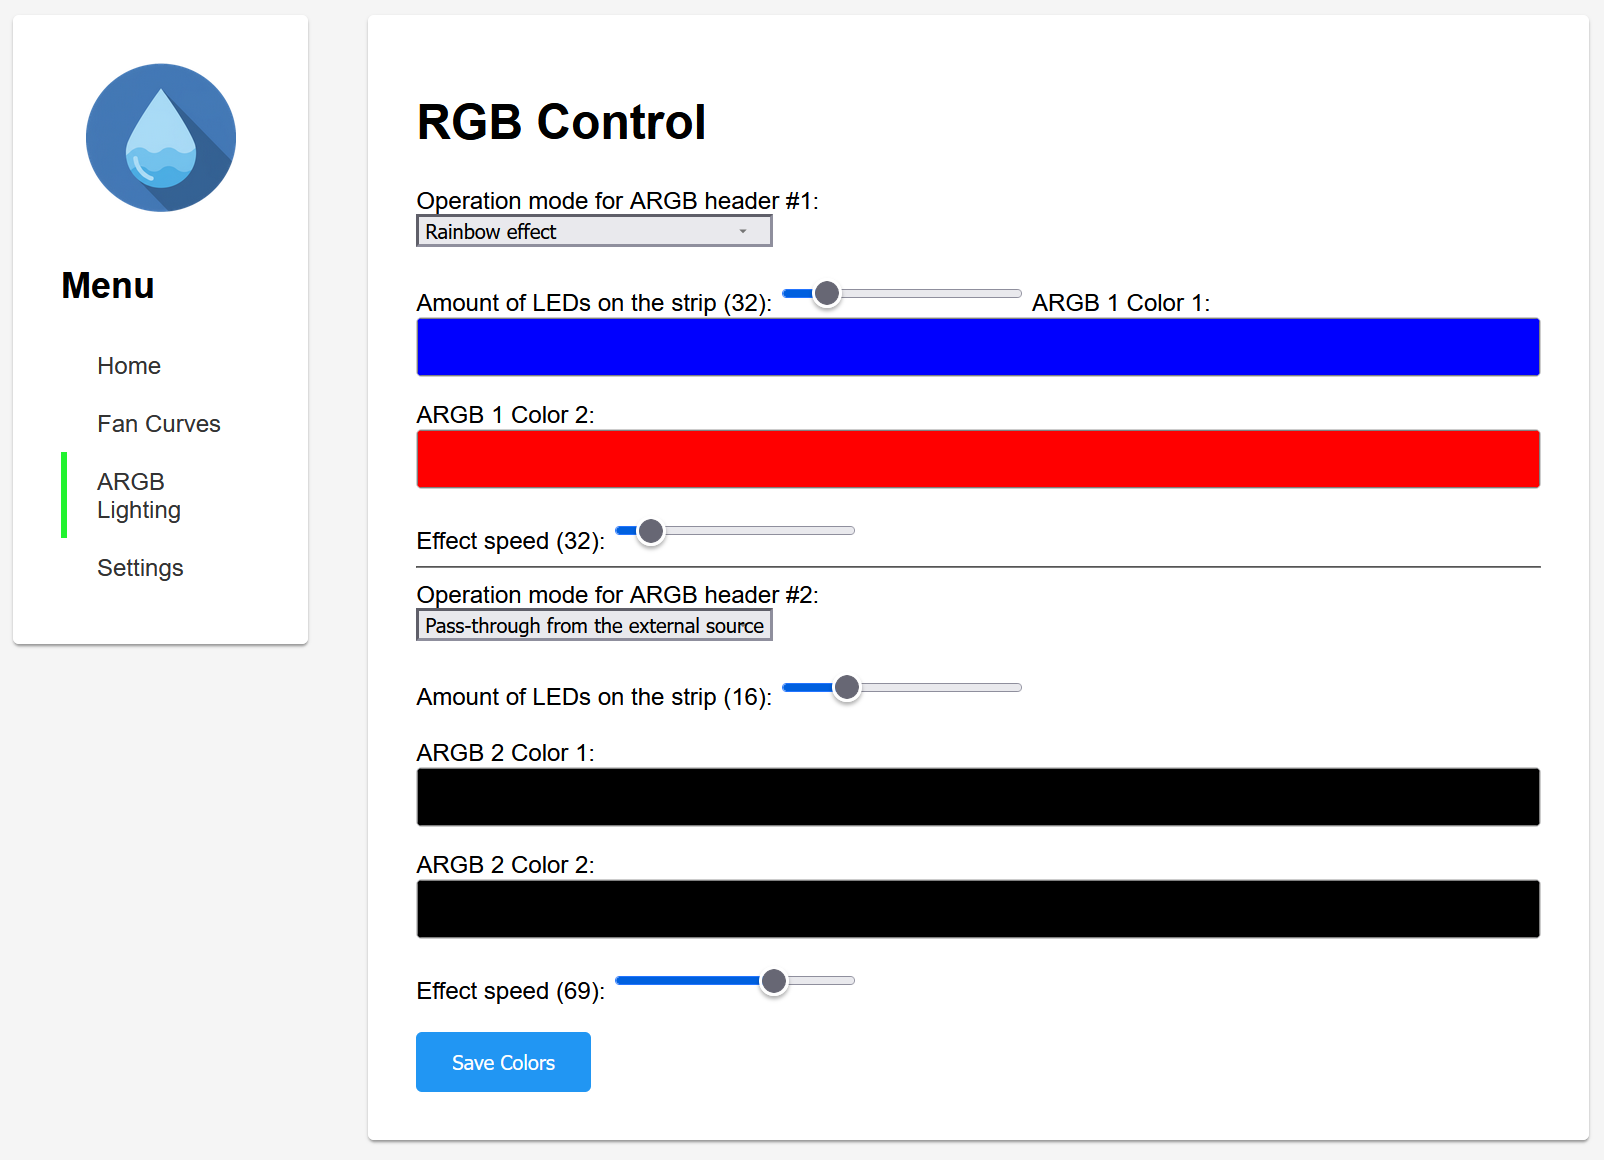 Menu
Home
Fan Curves
ARGB
Lighting
Settings
RGB Control
Operation mode for ARGB header #1:
Rainbow effect
Amount of LEDs on the strip (32): ARGB 1 Color 1:
ARGB 1 Color 2:
Effect speed (32):
Operation mode for ARGB header #2:
Pass-through from the external source
Amount of LEDs on the strip (16):
ARGB 2 Color 1:
ARGB 2 Color 2:
Effect speed (69):
Save Colors